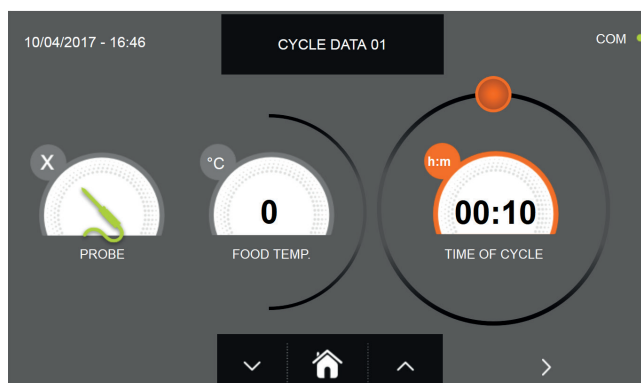 10/04/2017 - 16:46
CYCLE DATA 01
COM
X
°C
h:m
0
00:10
PROBE
FOOD TEMP.
TIME OF CYCLE